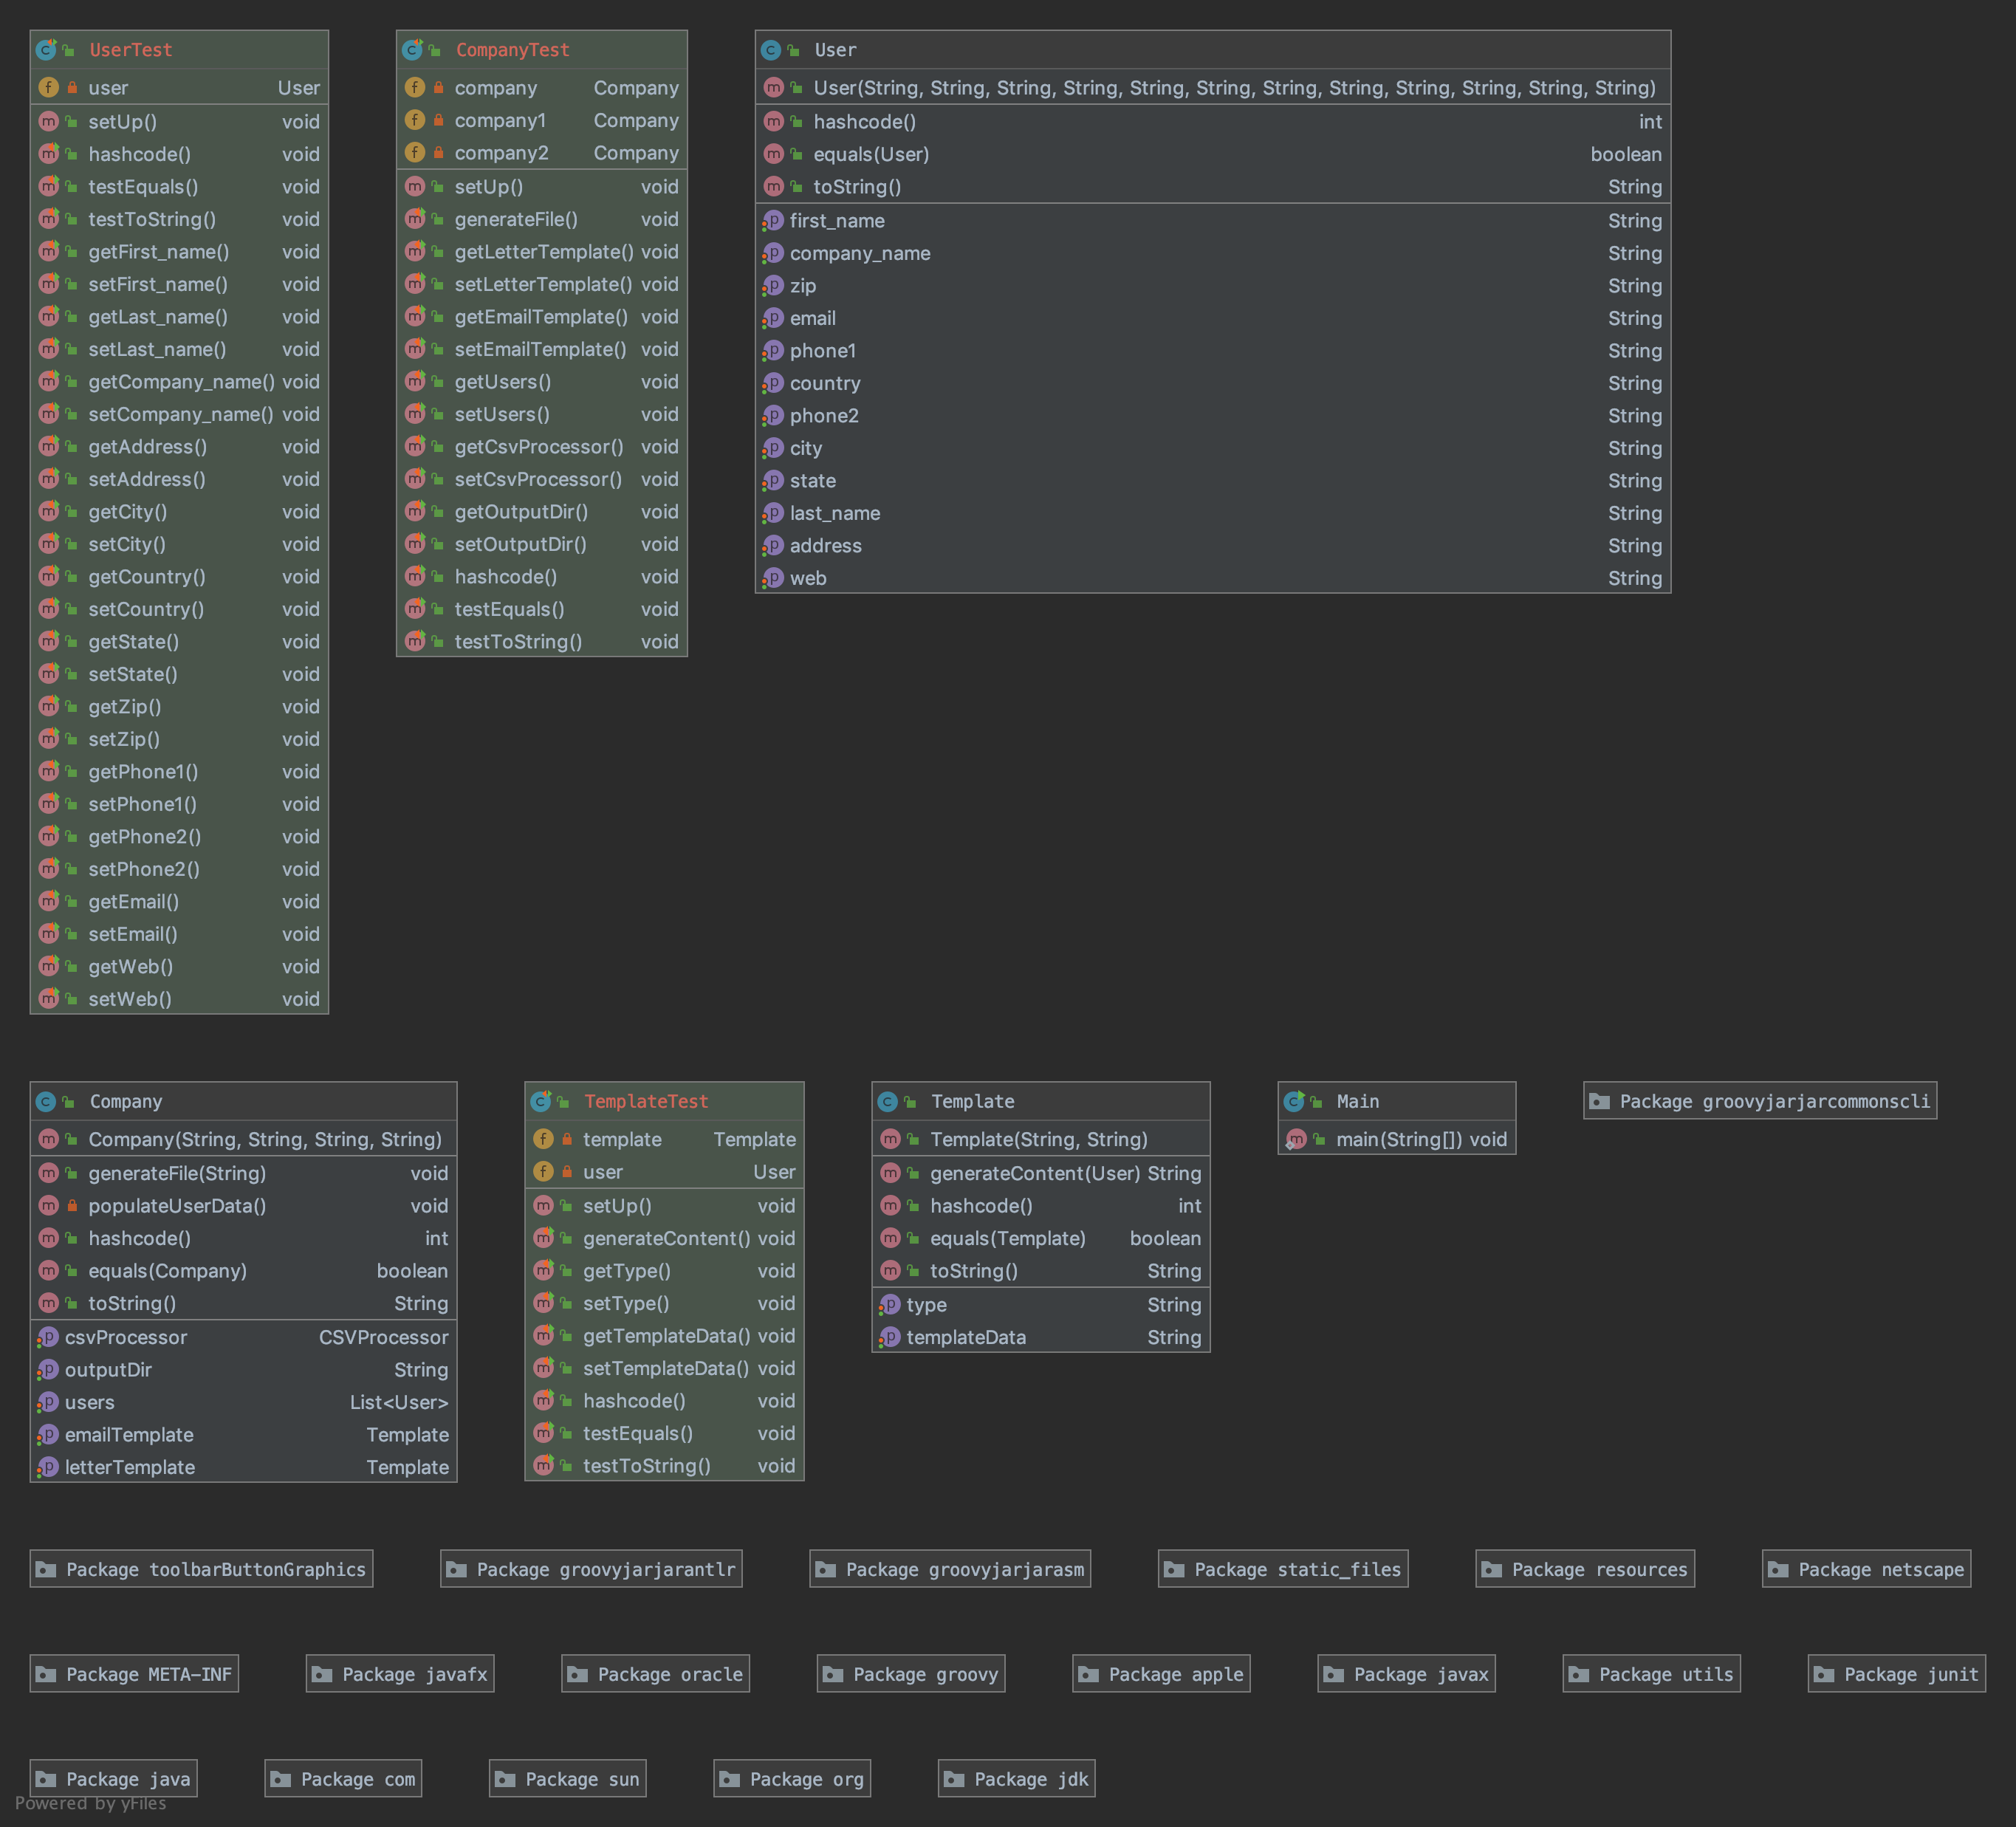 UserTest
user User
setUp() void
hashcode() void
testEquals() void
testToString() void
getFirst_name() void
setFirst_name() void
getLast_name() void
setLast_name() void
getCompany_name() void
setCompany_name() void
getAddress() void
setAddress() void
getCity() void
setCity() void
getCountry() void
setCountry() void
getState() void
setState() void
getZip() void
setZip() void
getPhone1() void
setPhone1() void
getPhone2() void
setPhone2() void
getEmail() void
setEmail() void
getWeb() void
setWeb() void
CompanyTest
company Company
company1 Company
company2 Company
setUp() void
generateFile() void
getLetterTemplate() void
setLetterTemplate() void
getEmailTemplate() void
setEmailTemplate() void
getUsers() void
setUsers() void
getCsvProcessor() void
setCsvProcessor() void
getOutputDir() void
setOutputDir() void
hashcode() void
testEquals() void
testToString() void
User
User(String, String, String, String, String, String, String, String, String, String, String, String)
hashcode() int
equals(User) boolean
toString() String
first_name String
company_name String
zip String
email String
phone1 String
country String
phone2 String
city String
state String
last_name String
address String
web String
Company
Company(String, String, String, String)
generateFile(String) void
populateUserData() void
hashcode() int
equals(Company) boolean
toString() String
csvProcessor CSVProcessor
outputDir String
users List<User>
emailTemplate Template
letterTemplate Template
TemplateTest
template Template
user User
setUp() void
generateContent() void
getType() void
setType() void
getTemplateData() void
setTemplateData() void
hashcode() void
testEquals() void
testToString() void
Template
Template(String, String)
generateContent(User) String
hashcode() int
equals(Template) boolean
toString() String
type String
templateData String
Main
main(String[]) void
Package groovyjarjarcommonscli
Package toolbarButtonGraphics
Package groovyjarjarantlr
Package groovyjarjarasm
Package static_files
Package resources
Package netscape
Package META-INF
Package javafx
Package oracle
Package groovy
Package apple
Package javax
Package utils
Package junit
Package java
Package com
Package sun
Package org
Package jdk
Powered by yFiles